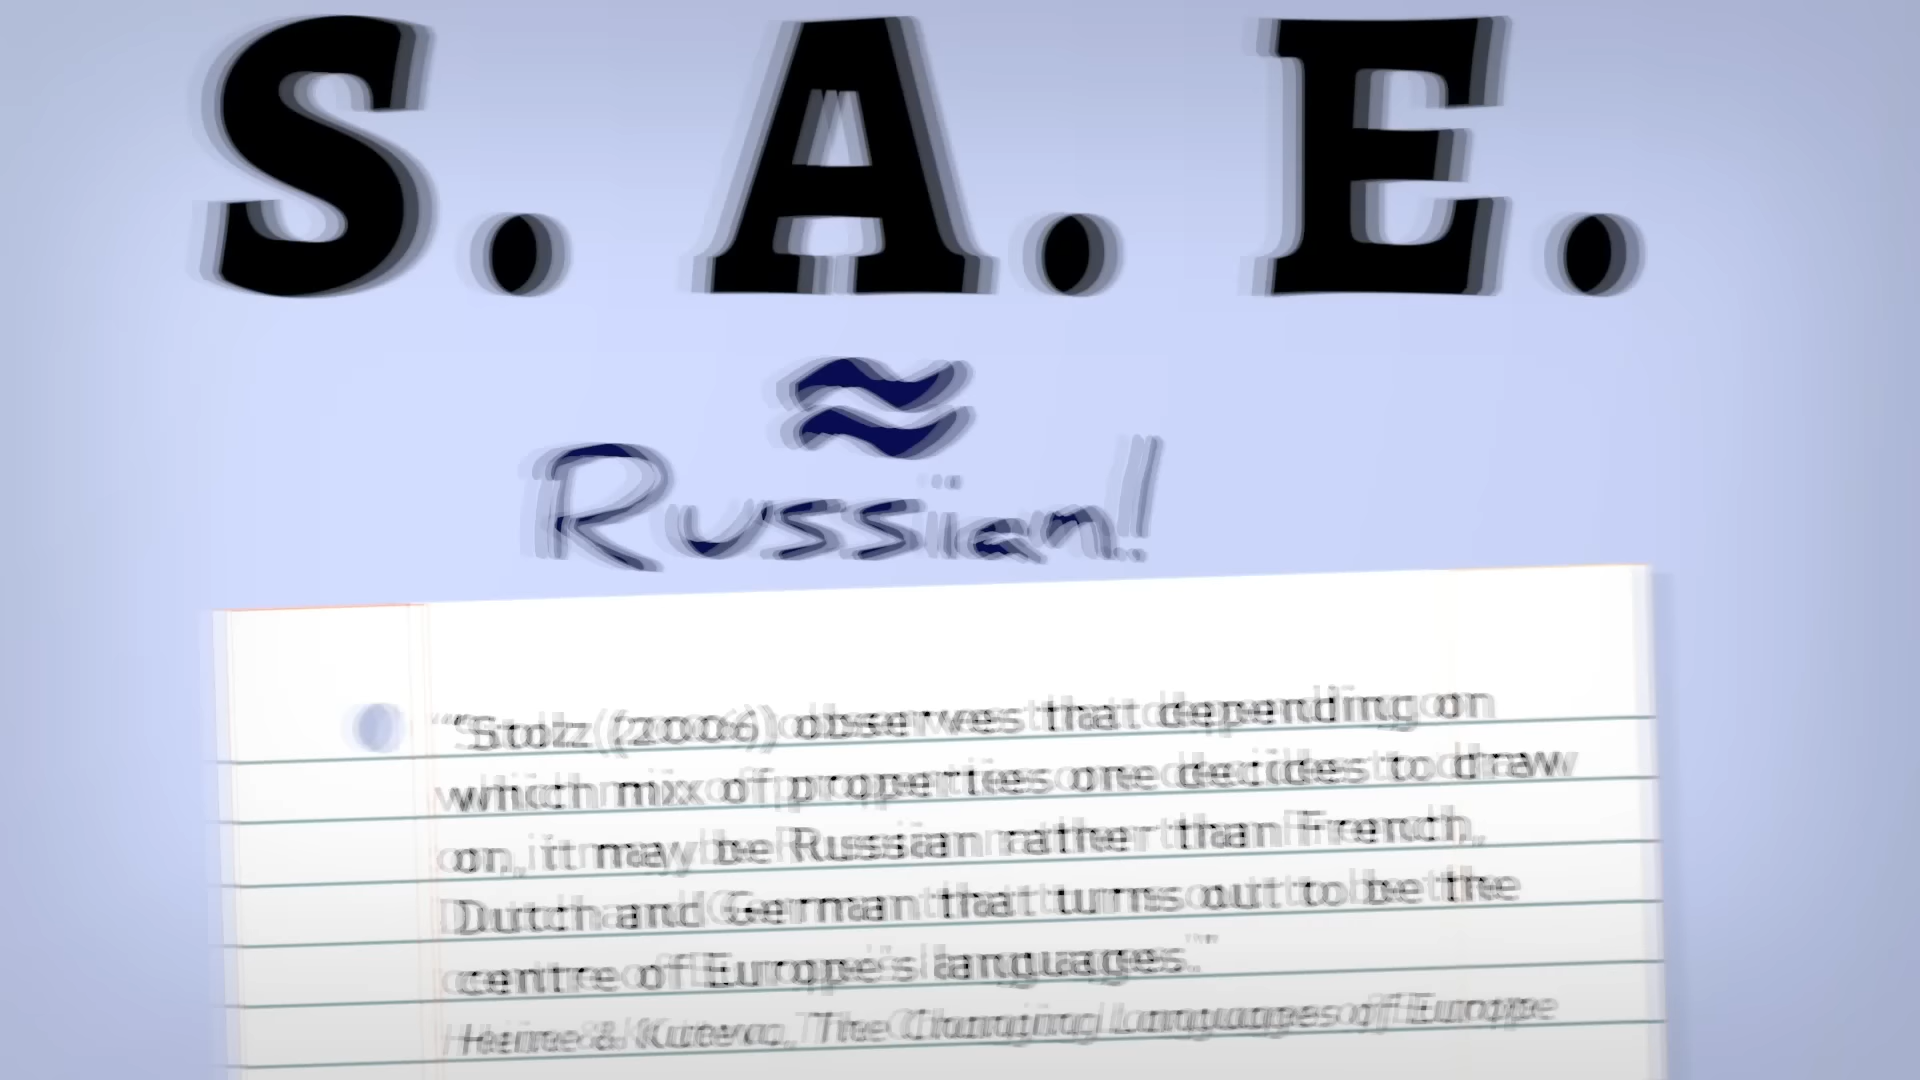 S. A. E.
≈
Russian!
"Stolz (2006) observes that depending on
which mix of properties one decides to draw
on, it may be Russian rather than French,
Dutch and German that turns out to be the
centre of Europe's languages."
Heine & Kuteva, The Changing Languages of Europe